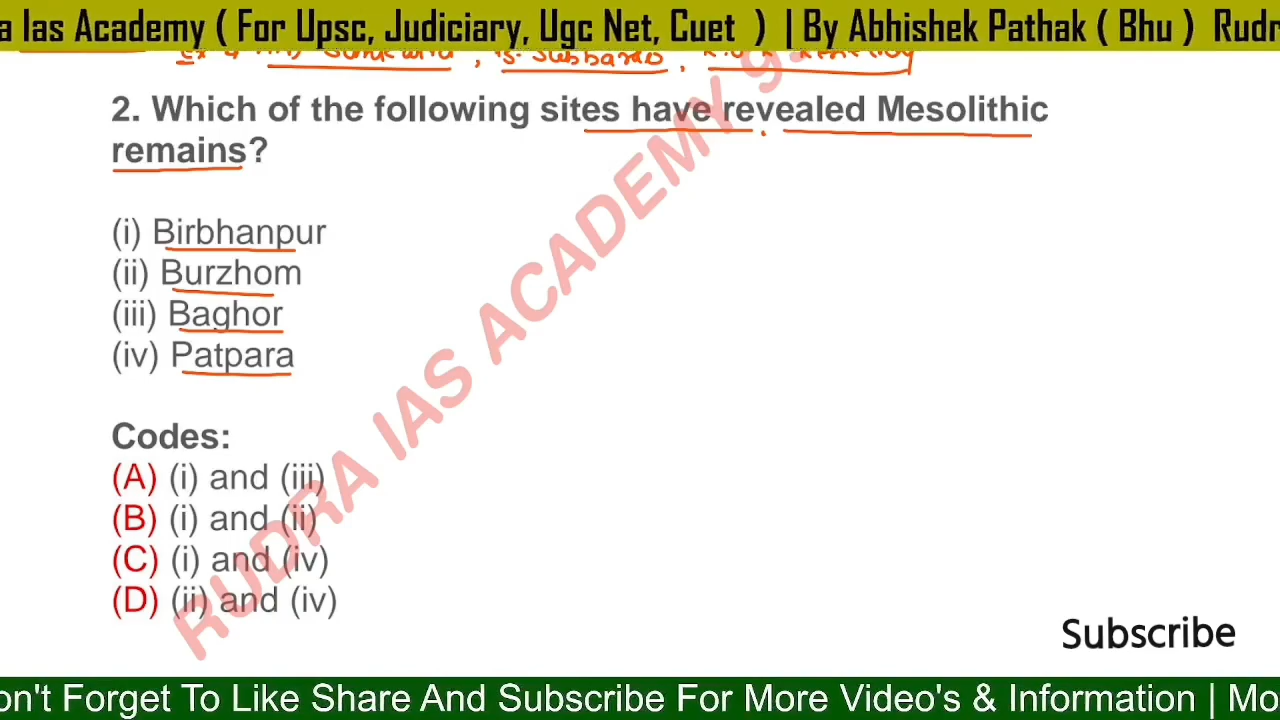 a Ias Academy ( For Upsc, Judiciary, Ugc Net, Cuet ) | By Abhishek Pathak ( Bhu ) Rudr
2. Which of the following sites have revealed Mesolithic
remains?
(i) Birbhanpur
(ii) Burzhom
(iii) Baghor
(iv) Patpara
Codes:
(A) (i) and (iii)
(B) (i) and (ii)
(C) (i) and (iv)
(D) (ii) and (iv)
RUDRA IAS ACADEMY 9
Subscribe
on't Forget To Like Share And Subscribe For More Video's & Information | Mo